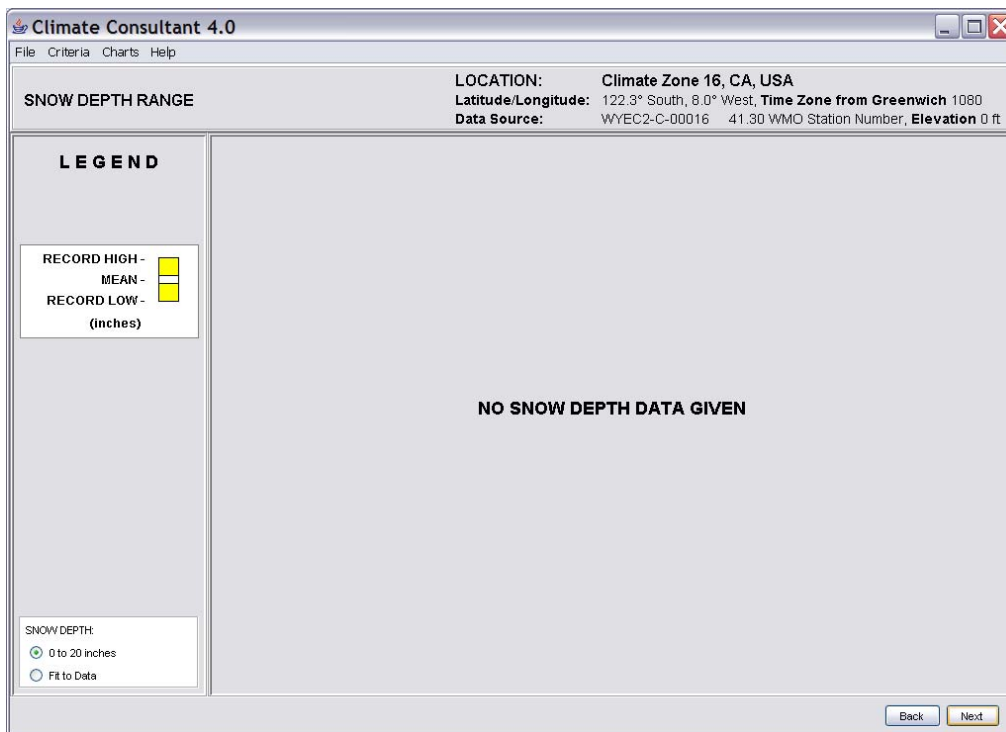 Climate Consultant 4.0
File Criteria Charts Help
SNOW DEPTH RANGE
LOCATION: Climate Zone 16, CA, USA
Latitude/Longitude: 122.3° South, 8.0° West, Time Zone from Greenwich 1080
Data Source: WYEC2-C-00016 41.30 WMO Station Number, Elevation 0 ft
LEGEND
RECORD HIGH -
MEAN -
RECORD LOW -
(inches)
NO SNOW DEPTH DATA GIVEN
SNOW DEPTH:
0 to 20 inches
Fit to Data
Back Next